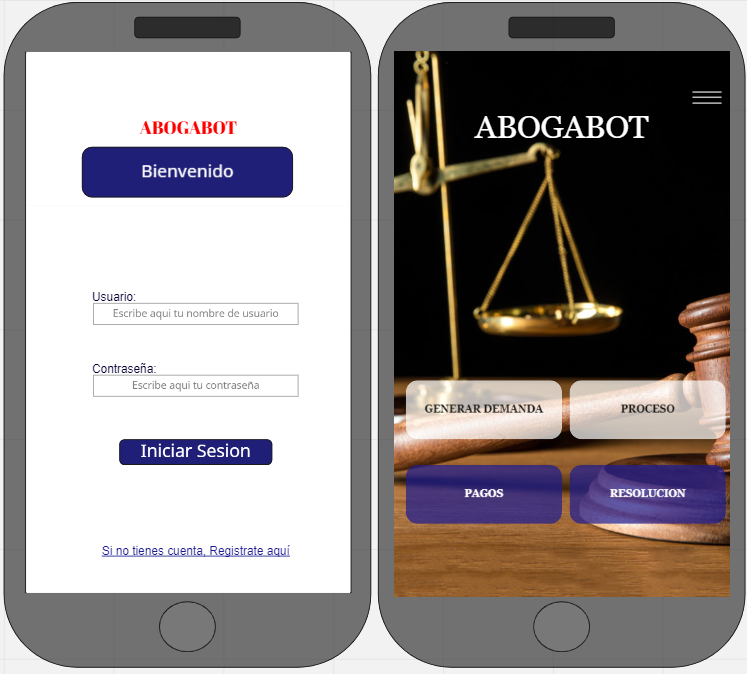 ABOGABOT
Bienvenido
Usuario:
Escribe aqui tu nombre de usuario
Contraseña:
Escribe aqui tu contraseña
Iniciar Sesion
Si no tienes cuenta, Registrate aquí
ABOGABOT
GENERAR DEMANDA
PROCESO
PAGOS
RESOLUCION